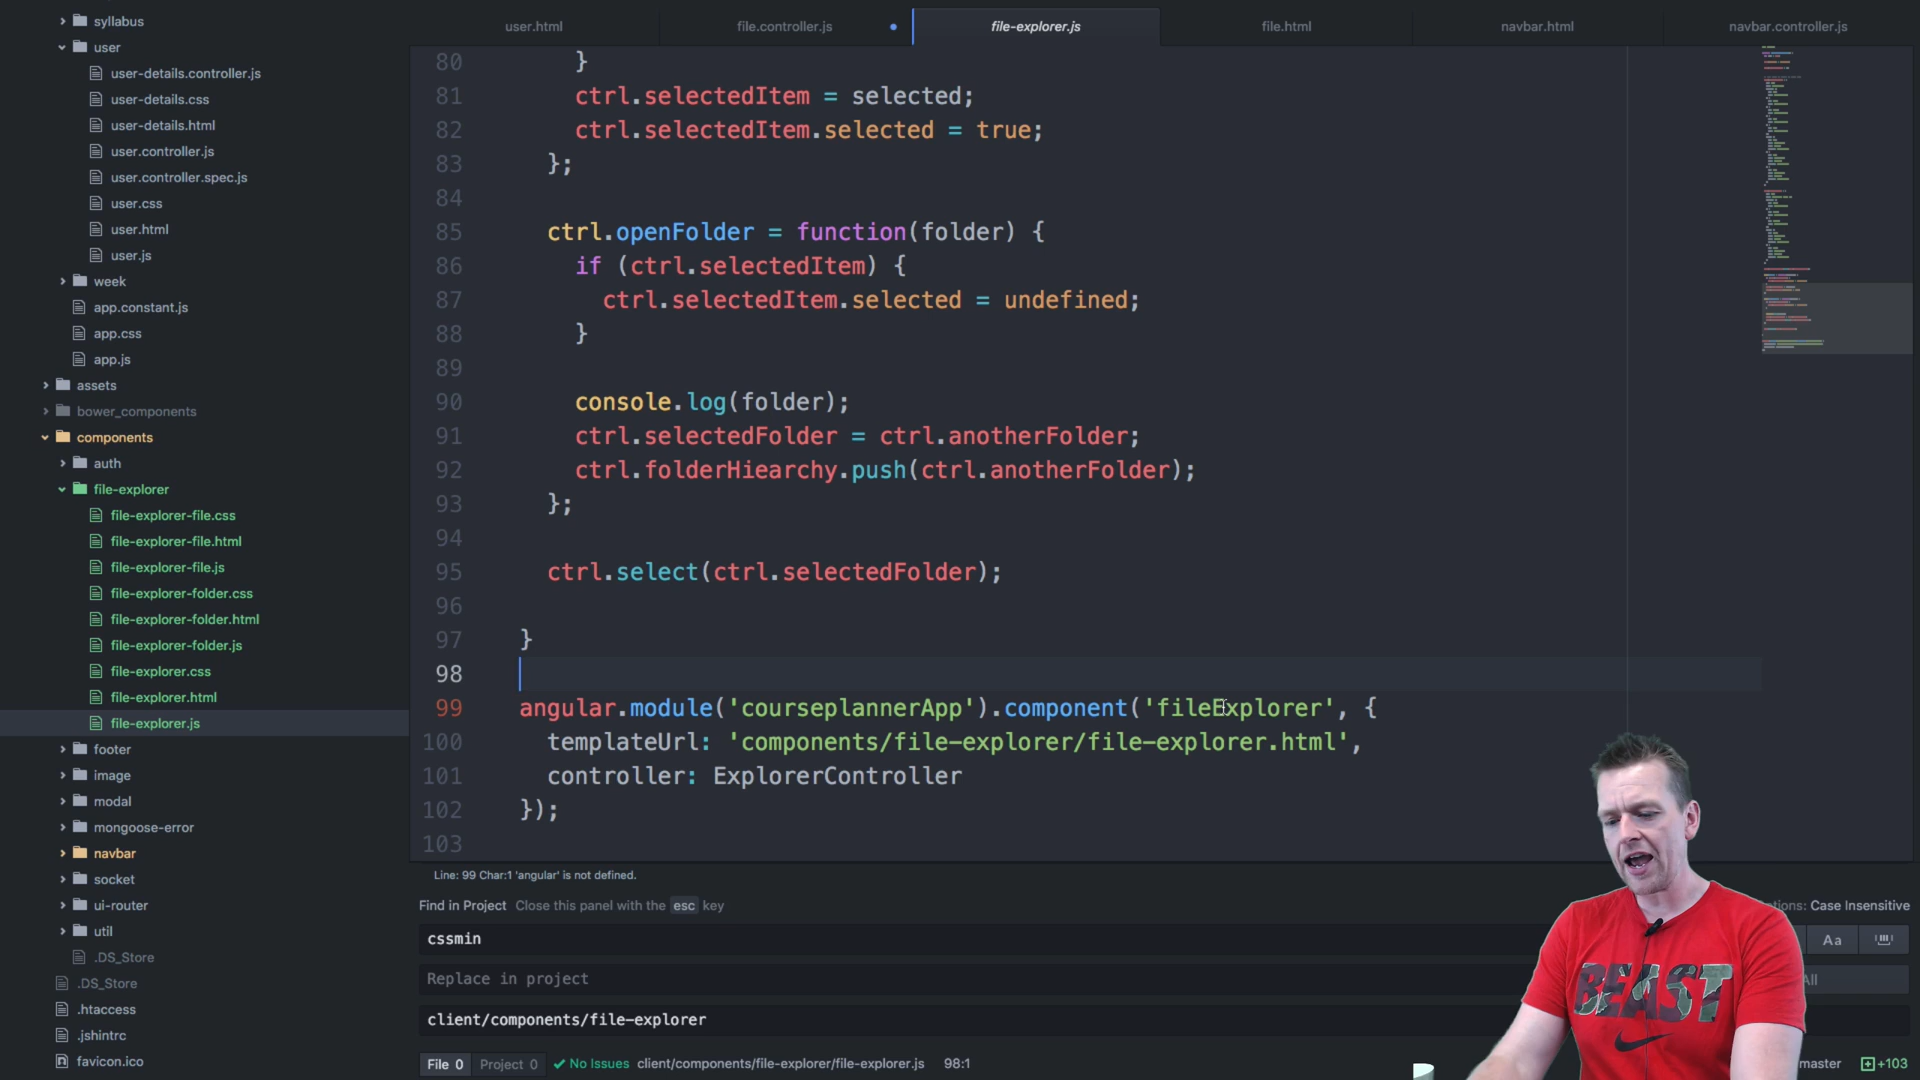 syllabus
user
user-details.controller.js
user-details.css
user-details.html
user.controller.js
user.controller.spec.js
user.css
user.html
user.js
week
app.constant.js
app.css
app.js
assets
bower_components
components
auth
file-explorer
file-explorer-file.css
file-explorer-file.html
file-explorer-file.js
file-explorer-folder.css
file-explorer-folder.html
file-explorer-folder.js
file-explorer.css
file-explorer.html
file-explorer.js
footer
image
modal
mongoose-error
navbar
socket
ui-router
util
.DS_Store
.DS_Store
.htaccess
.jshintrc
favicon.ico
user.html file.controller.js file-explorer.js file.html navbar.html navbar.controller.js
80 }
81 ctrl.selectedItem = selected;
82 ctrl.selectedItem.selected = true;
83 };
84
85 ctrl.openFolder = function(folder) {
86 if (ctrl.selectedItem) {
87 ctrl.selectedItem.selected = undefined;
88 }
89
90 console.log(folder);
91 ctrl.selectedFolder = ctrl.anotherFolder;
92 ctrl.folderHiearchy.push(ctrl.anotherFolder);
93 };
94
95 ctrl.select(ctrl.selectedFolder);
96
97 }
98
99 angular.module('courseplannerApp').component('fileExplorer', {
100 templateUrl: 'components/file-explorer/file-explorer.html',
101 controller: ExplorerController
102 });
103
Line: 99 Char:1 'angular' is not defined.
Find in Project Close this panel with the esc key
Case Insensitive
cssmin
Aa
Replace in project
All
client/components/file-explorer
File 0 Project 0 No Issues client/components/file-explorer/file-explorer.js 98:1
master +103
BEAST